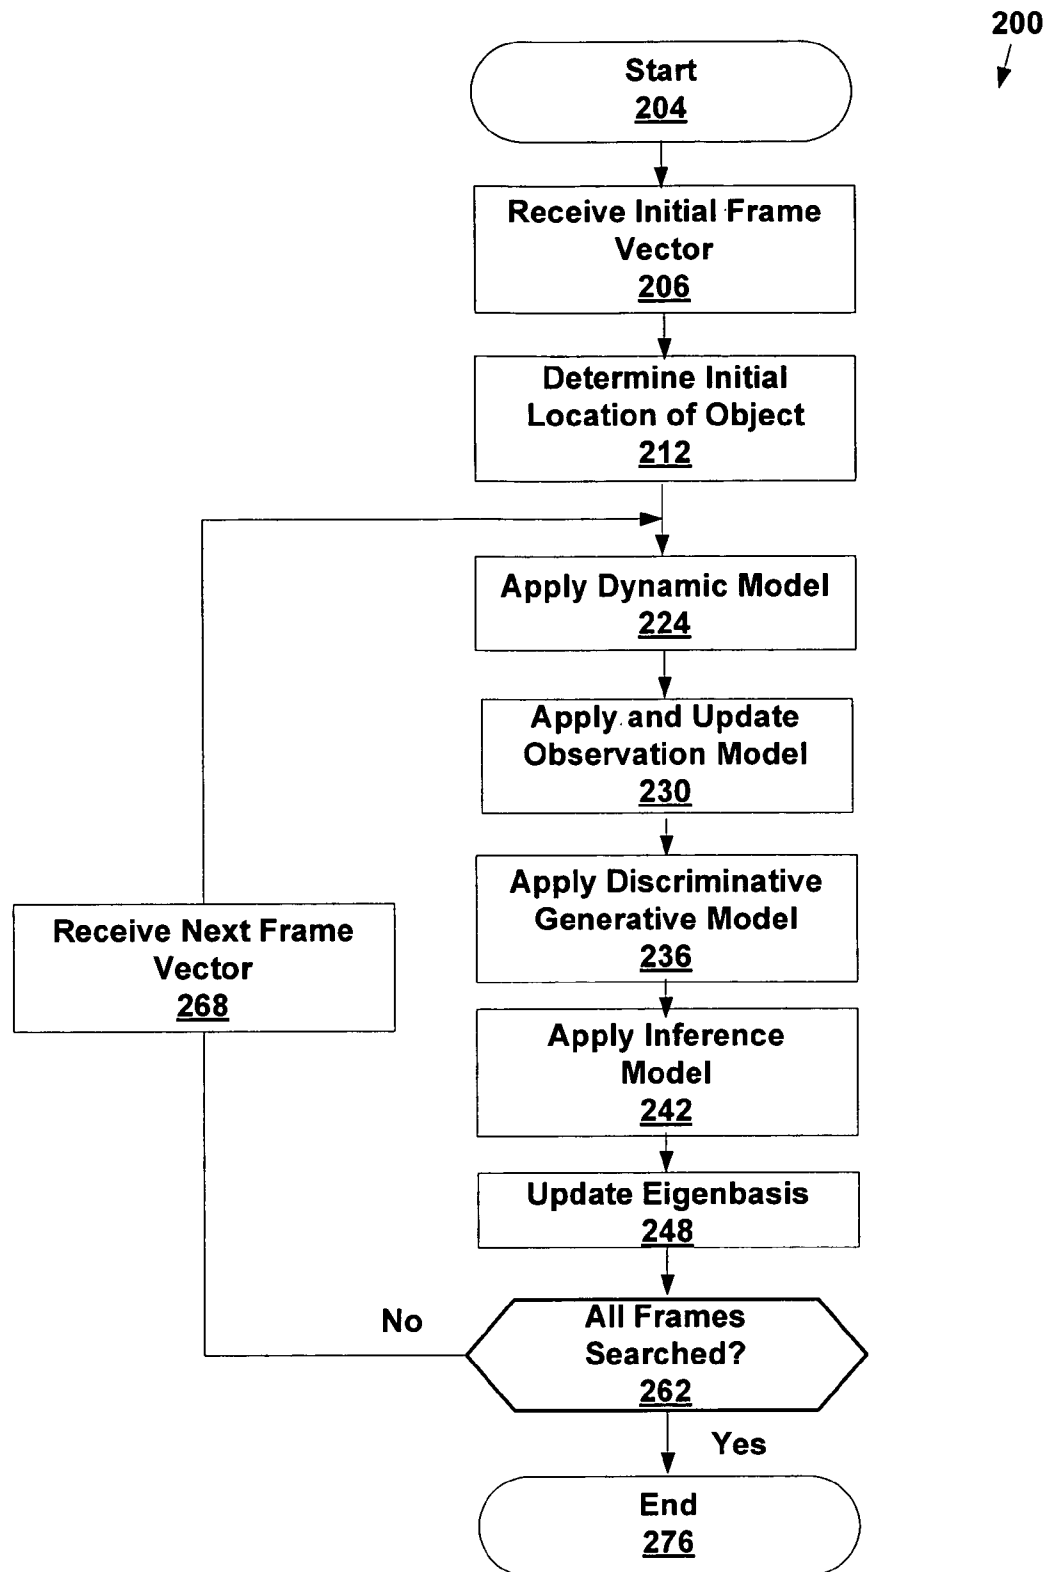 200
Start
204
Receive Initial Frame
Vector
206
Determine Initial
Location of Object
212
Apply Dynamic Model
224
Apply and Update
Observation Model
230
Apply Discriminative
Generative Model
236
Receive Next Frame
Vector
268
Apply Inference
Model
242
Update Eigenbasis
248
No
All Frames
Searched?
262
Yes
End
276